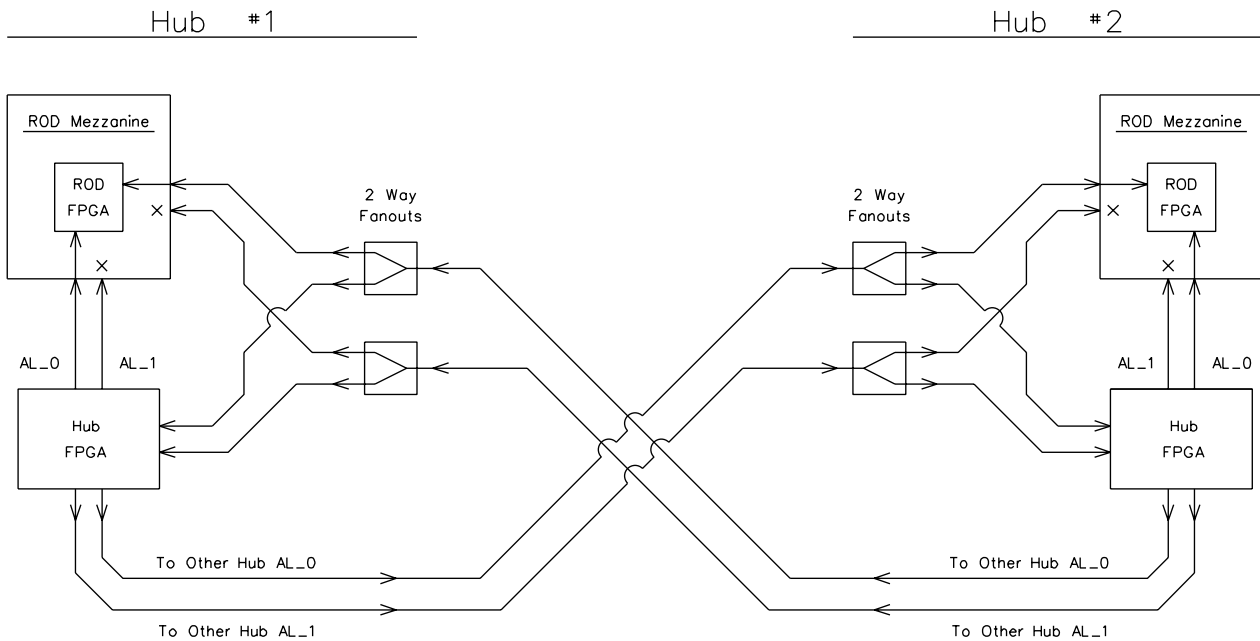 Hub #1
Hub #2
ROD Mezzanine
ROD Mezzanine
ROD
FPGA
2 Way
Fanouts
2 Way
Fanouts
ROD
FPGA
×
×
×
×
AL_0
AL_1
AL_1
AL_0
Hub
FPGA
Hub
FPGA
To Other Hub AL_0
To Other Hub AL_0
To Other Hub AL_1
To Other Hub AL_1